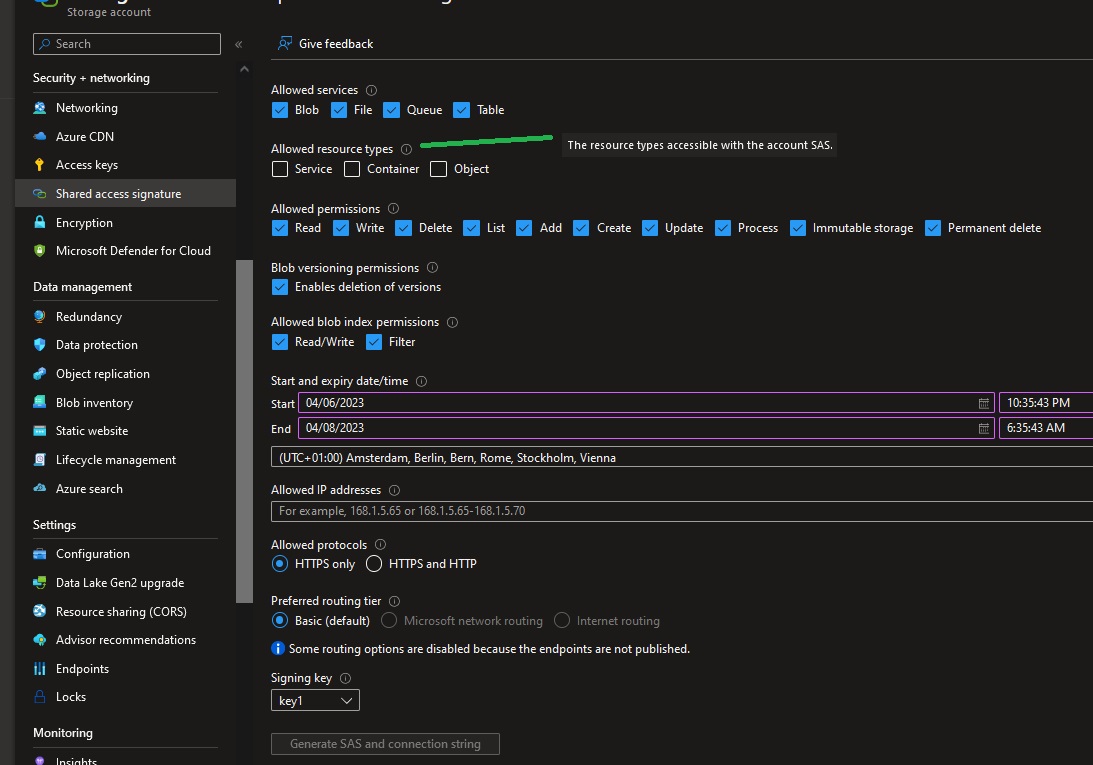 Storage account
Search
«
Give feedback
Security + networking
Networking
Azure CDN
Access keys
Shared access signature
Encryption
Microsoft Defender for Cloud
Data management
Redundancy
Data protection
Object replication
Blob inventory
Static website
Lifecycle management
Azure search
Settings
Configuration
Data Lake Gen2 upgrade
Resource sharing (CORS)
Advisor recommendations
Endpoints
Locks
Monitoring
Insights
Allowed services
Blob File Queue Table
Allowed resource types
The resource types accessible with the account SAS.
Service Container Object
Allowed permissions
Read Write Delete List Add Create Update Process Immutable storage Permanent delete
Blob versioning permissions
Enables deletion of versions
Allowed blob index permissions
Read/Write Filter
Start and expiry date/time
Start 04/06/2023 10:35:43 PM
End 04/08/2023 6:35:43 AM
(UTC+01:00) Amsterdam, Berlin, Bern, Rome, Stockholm, Vienna
Allowed IP addresses
For example, 168.1.5.65 or 168.1.5.65-168.1.5.70
Allowed protocols
HTTPS only HTTPS and HTTP
Preferred routing tier
Basic (default) Microsoft network routing Internet routing
Some routing options are disabled because the endpoints are not published.
Signing key
key1
Generate SAS and connection string